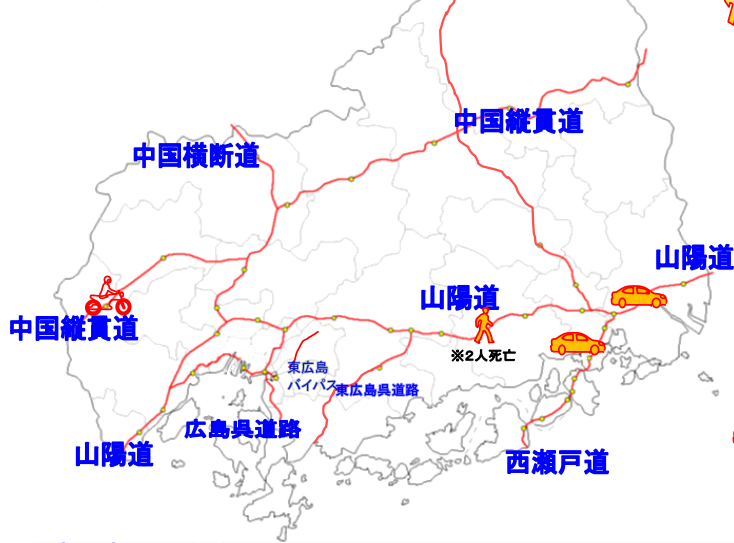 中国縦貫道
中国横断道
山陽道
山陽道
中国縦貫道
※2人死亡
東広島
バイパス
東広島呉道路
広島呉道路
山陽道
西瀬戸道